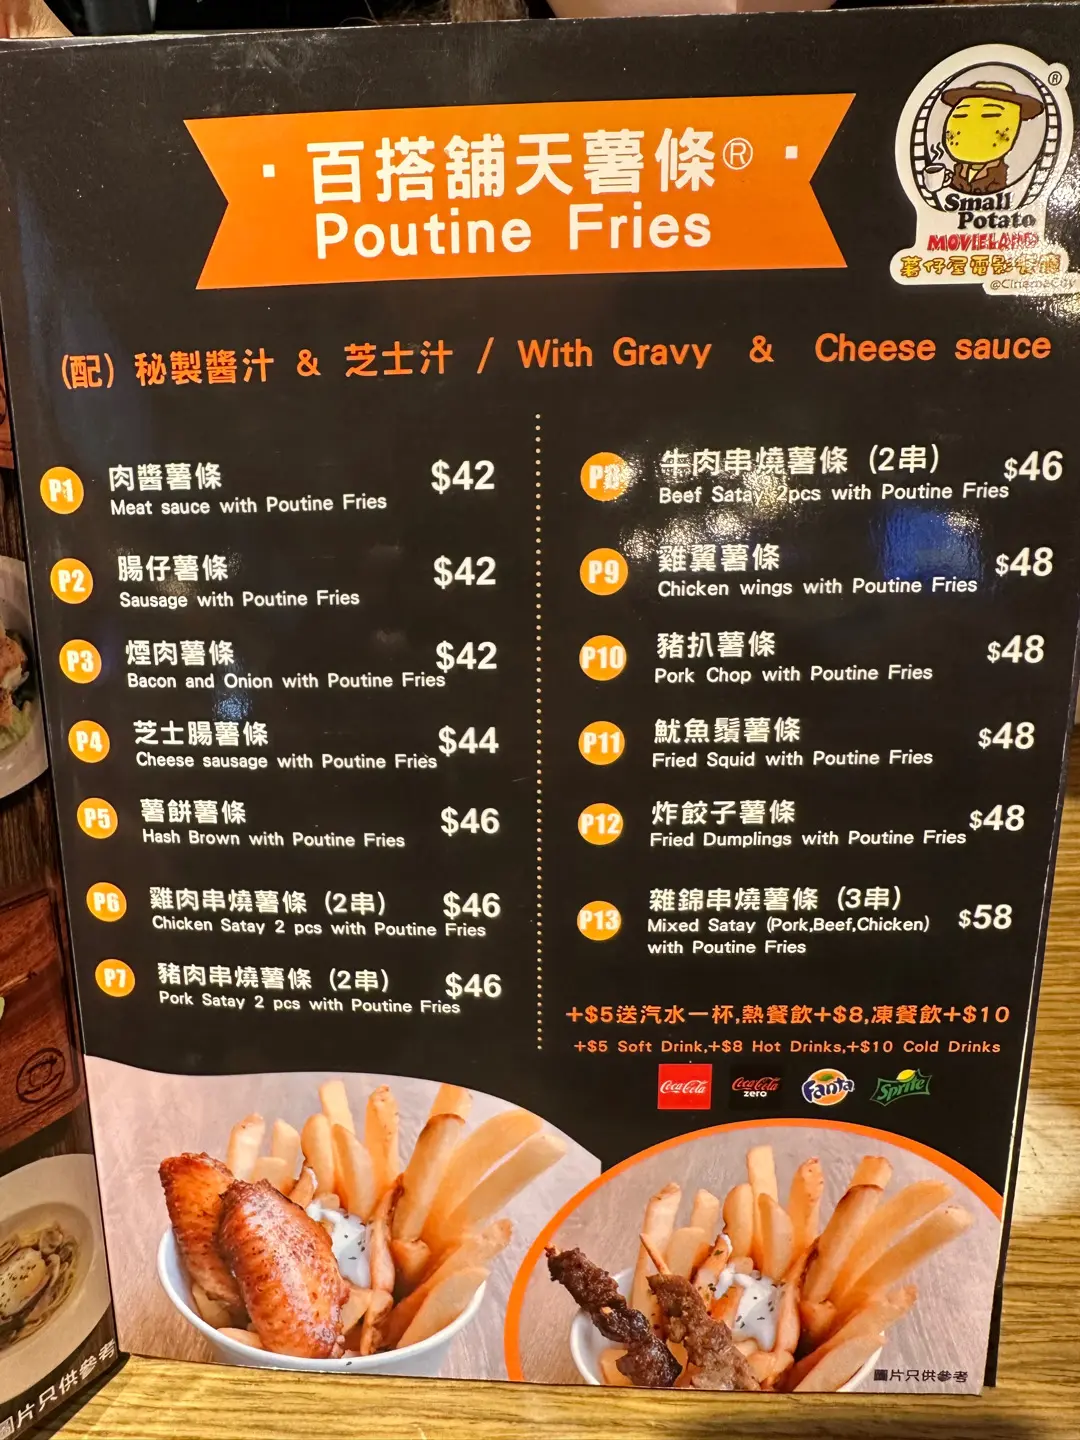 百搭舖天薯條®
Poutine Fries
®
Small
Potato
MOVIELAND
薯仔屋電影餐廳
@CinemaCity
(配) 秘製醬汁 & 芝士汁 / With Gravy & Cheese sauce
P1 肉醬薯條 $42
Meat sauce with Poutine Fries
P2 腸仔薯條 $42
Sausage with Poutine Fries
P3 煙肉薯條 $42
Bacon and Onion with Poutine Fries
P4 芝士腸薯條 $44
Cheese sausage with Poutine Fries
P5 薯餅薯條 $46
Hash Brown with Poutine Fries
P6 雞肉串燒薯條 (2串) $46
Chicken Satay 2 pcs with Poutine Fries
P7 豬肉串燒薯條 (2串) $46
Pork Satay 2 pcs with Poutine Fries
P8 牛肉串燒薯條 (2串) $46
Beef Satay 2pcs with Poutine Fries
P9 雞翼薯條 $48
Chicken wings with Poutine Fries
P10 豬扒薯條 $48
Pork Chop with Poutine Fries
P11 魷魚鬚薯條 $48
Fried Squid with Poutine Fries
P12 炸餃子薯條 $48
Fried Dumplings with Poutine Fries
P13 雜錦串燒薯條 (3串) $58
Mixed Satay (Pork,Beef,Chicken)
with Poutine Fries
+$5送汽水一杯,熱餐飲+$8,凍餐飲+$10
+$5 Soft Drink,+$8 Hot Drinks,+$10 Cold Drinks
Coca-Cola
Coca-Cola
zero
Fanta
Sprite
圖片只供參考
圖片只供參考